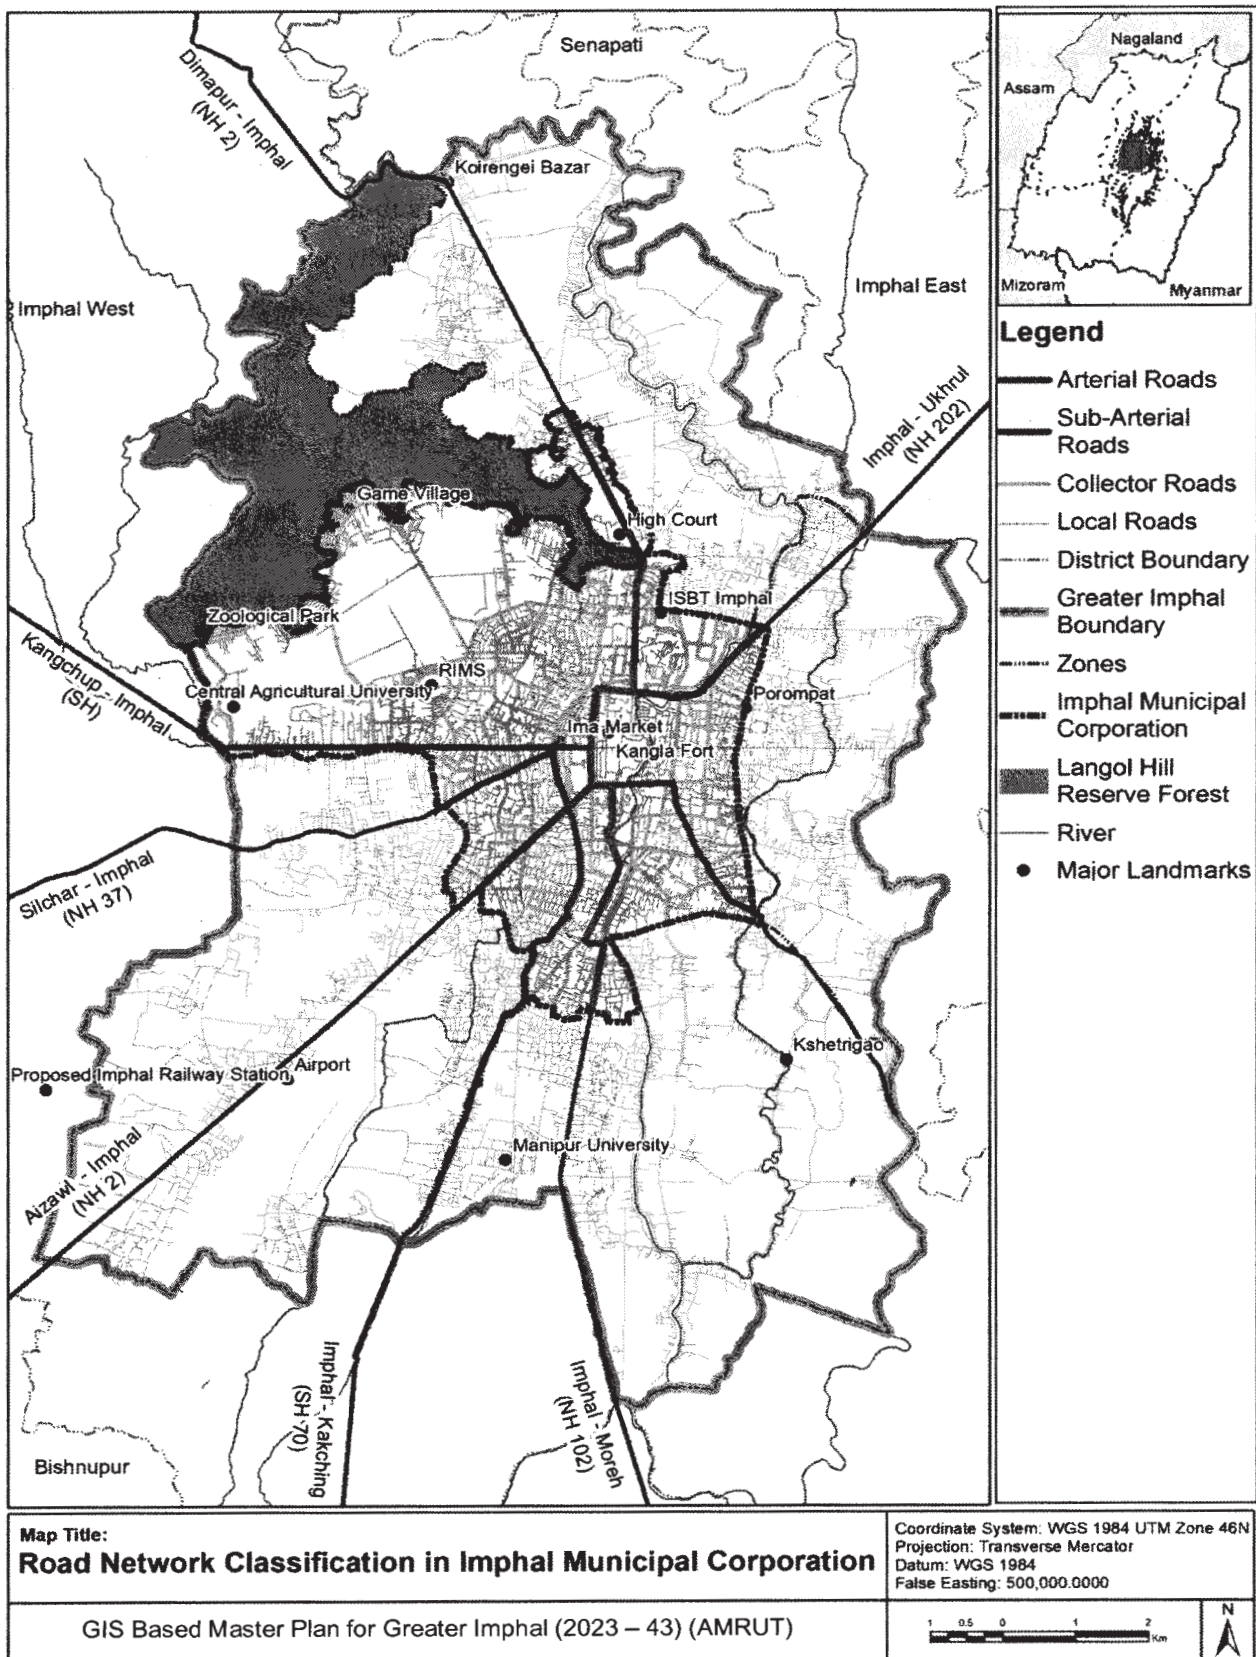 Senapati
Dimapur - Imphal
(NH 2)
Koirengei Bazar
Imphal West
Imphal East
Imphal - Ukhrul
(NH 202)
Game Village
High Court
ISBT Imphal
Zoological Park
Kangchup - Imphal
(SH)
RIMS
Central Agricultural University
Porompat
Ima Market
Kangla Fort
Silchar - Imphal
(NH 37)
Kshetrigao
Airport
Proposed Imphal Railway Station
Manipur University
Aizawl - Imphal
(NH 2)
Imphal - Kakching
(SH 70)
Imphal - Moreh
(NH 102)
Bishnupur
Nagaland
Assam
Mizoram
Myanmar
Legend
Arterial Roads
Sub-Arterial
Roads
Collector Roads
Local Roads
District Boundary
Greater Imphal
Boundary
Zones
Imphal Municipal
Corporation
Langol Hill
Reserve Forest
River
Major Landmarks
Map Title:
Road Network Classification in Imphal Municipal Corporation
GIS Based Master Plan for Greater Imphal (2023 – 43) (AMRUT)
Coordinate System: WGS 1984 UTM Zone 46N
Projection: Transverse Mercator
Datum: WGS 1984
False Easting: 500,000.0000
1 0.5 0 1 2
Km
N